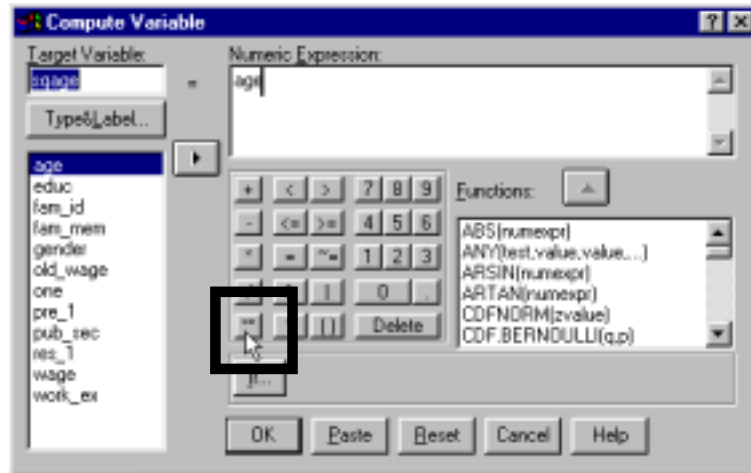 Compute Variable
Target Variable:
sqage
=
Numeric Expression:
age
Type&Label...
age
educ
fam_id
fam_mem
gender
old_wage
one
pre_1
pub_sec
res_1
wage
work_ex
+ < > 7 8 9
- <= >= 4 5 6
* = ~= 1 2 3
0 .
** Delete
If...
Functions:
ABS(numexpr)
ANY(test,value,value,...)
ARSIN(numexpr)
ARTAN(numexpr)
CDFNORM(zvalue)
CDF.BERNOULLI(q,p)
OK Paste Reset Cancel Help